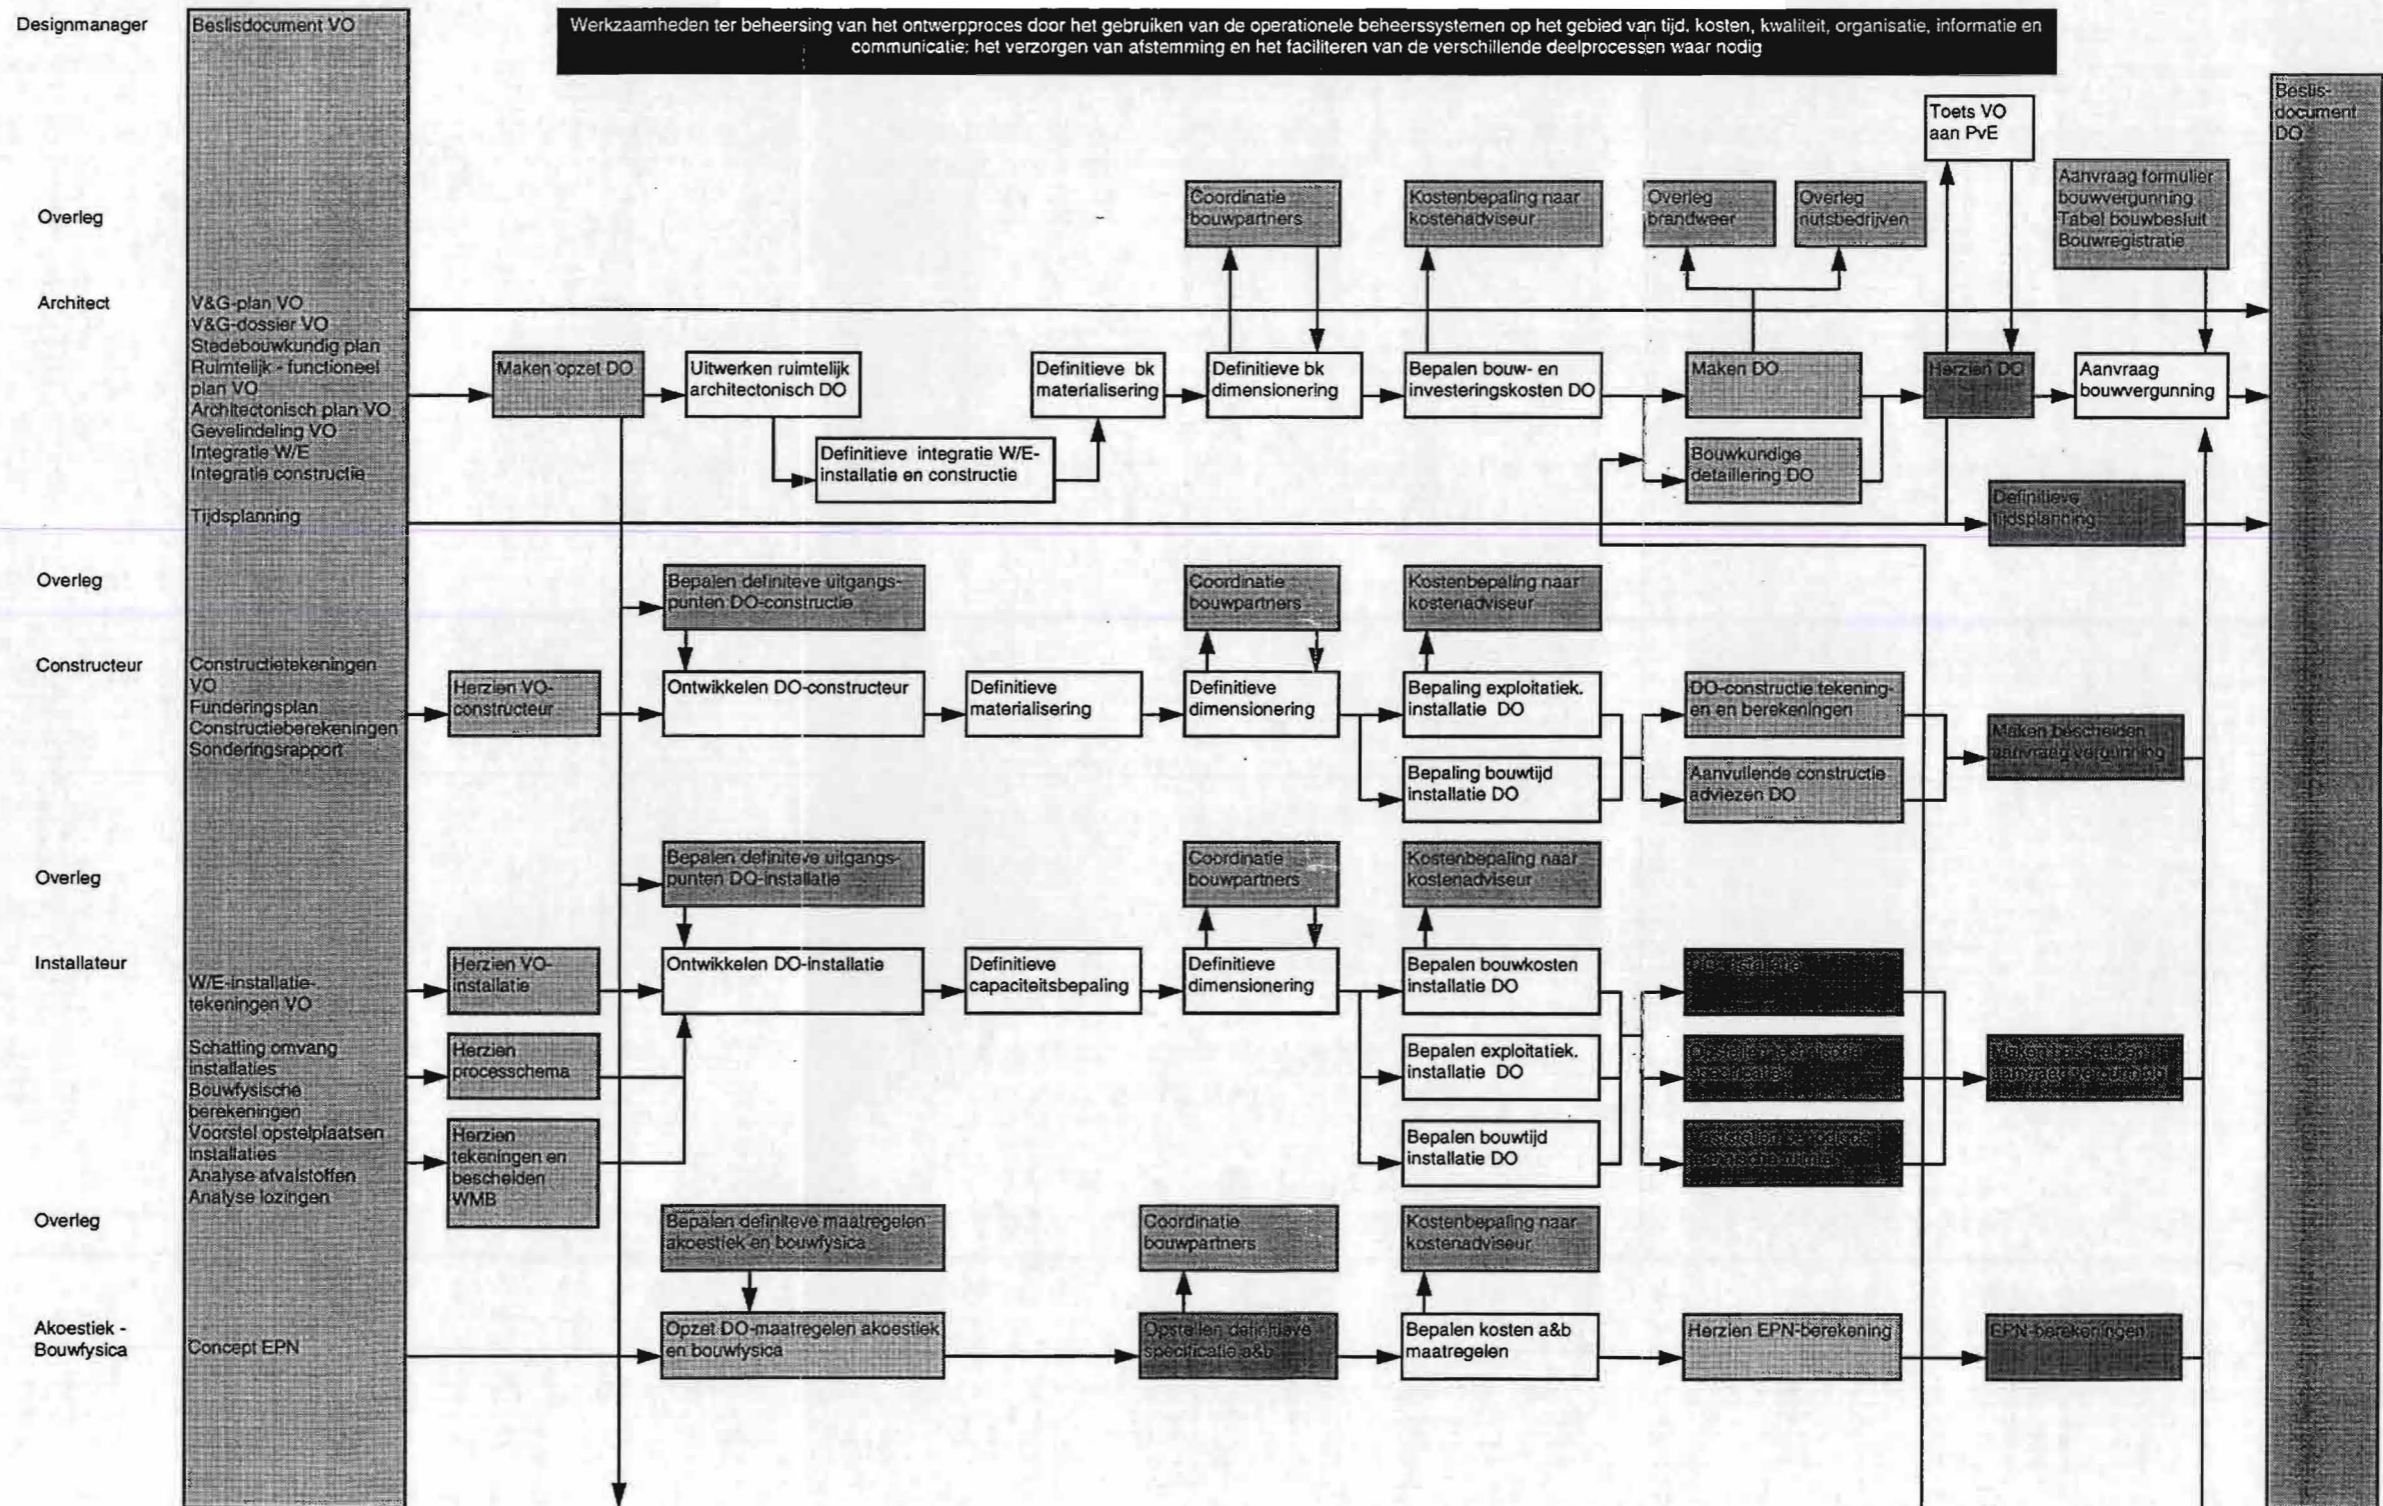 Designmanager
Beslisdocument VO
Werkzaamheden ter beheersing van het ontwerpproces door het gebruiken van de operationele beheerssystemen op het gebied van tijd, kosten, kwaliteit, organisatie, informatie en
communicatie; het verzorgen van afstemming en het faciliteren van de verschillende deelprocessen waar nodig
Beslis-
document
DO
Toets VO
aan PvE
Overleg
Coordinatie
bouwpartners
Kostenbepaling naar
kostenadviseur
Overleg
brandweer
Overleg
nutsbedrijven
Aanvraag formulier
bouwvergunning
Tabel bouwbesluit
Bouwregistratie
Architect
V&G-plan VO
V&G-dossier VO
Stedebouwkundig plan
Ruimtelijk - functioneel
plan VO
Architectonisch plan VO
Gevelindeling VO
Integratie W/E
Integratie constructie
Tijdsplanning
Maken opzet DO
Uitwerken ruimtelijk
architectonisch DO
Definitieve integratie W/E-
installatie en constructie
Definitieve bk
materialisering
Definitieve bk
dimensionering
Bepalen bouw- en
investeringskosten DO
Maken DO
Bouwkundige
detaillering DO
Herzien DO
Aanvraag
bouwvergunning
Definitieve
tijdsplanning
Overleg
Bepalen definiteve uitgangs-
punten DO-constructie
Coordinatie
bouwpartners
Kostenbepaling naar
kostenadviseur
Constructeur
Constructietekeningen
VO
Funderingsplan
Constructieberekeningen
Sonderingsrapport
Herzien VO-
constructeur
Ontwikkelen DO-constructeur
Definitieve
materialisering
Definitieve
dimensionering
Bepaling exploitatiek.
installatie DO
Bepaling bouwtijd
installatie DO
DO-constructie tekening-
en en berekeningen
Aanvullende constructie
adviezen DO
Maken bescheiden
aanvraag vergunning
Overleg
Bepalen definiteve uitgangs-
punten DO-installatie
Coordinatie
bouwpartners
Kostenbepaling naar
kostenadviseur
Installateur
W/E-installatie-
tekeningen VO
Schatting omvang
installaties
Bouwfysische
berekeningen
Voorstel opstelplaatsen
installaties
Analyse afvalstoffen
Analyse lozingen
Herzien VO-
installatie
Herzien
processchema
Herzien
tekeningen en
bescheiden
WMB
Ontwikkelen DO-installatie
Definitieve
capaciteitsbepaling
Definitieve
dimensionering
Bepalen bouwkosten
installatie DO
Bepalen exploitatiek.
installatie DO
Bepalen bouwtijd
installatie DO
DO-installatie
Maken bescheiden
aanvraag vergunning
Overleg
Bepalen definiteve maatregelen
akoestiek en bouwfysica
Coordinatie
bouwpartners
Kostenbepaling naar
kostenadviseur
Akoestiek -
Bouwfysica
Concept EPN
Opzet DO-maatregelen akoestiek
en bouwfysica
Opstellen definitieve
specificatie a&b
Bepalen kosten a&b
maatregelen
Herzien EPN-berekening
EPN-berekeningen